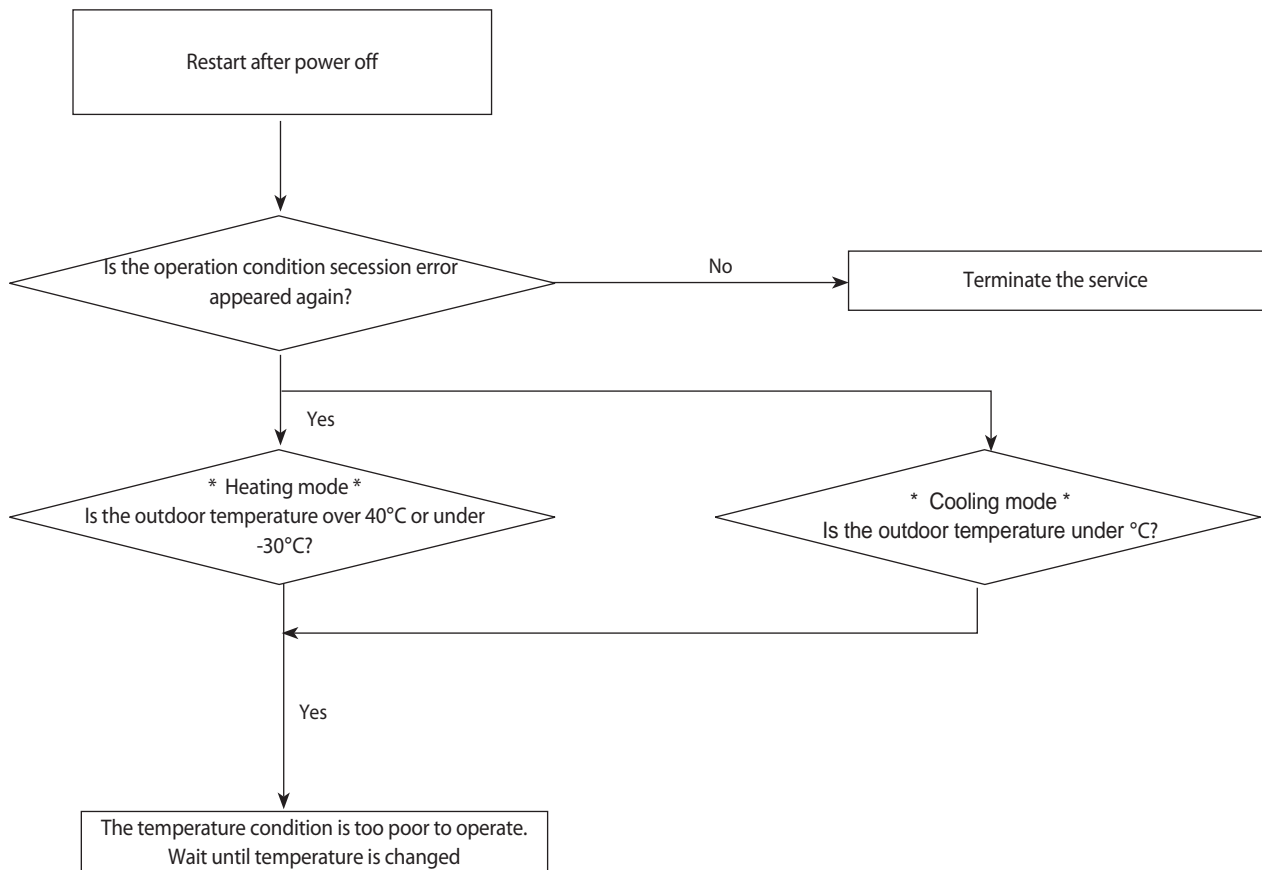 Restart after power off
Is the operation condition secession error
appeared again?
No
Terminate the service
Yes
* Heating mode *
Is the outdoor temperature over 40°C or under
-30°C?
* Cooling mode *
Is the outdoor temperature under °C?
Yes
The temperature condition is too poor to operate.
Wait until temperature is changed